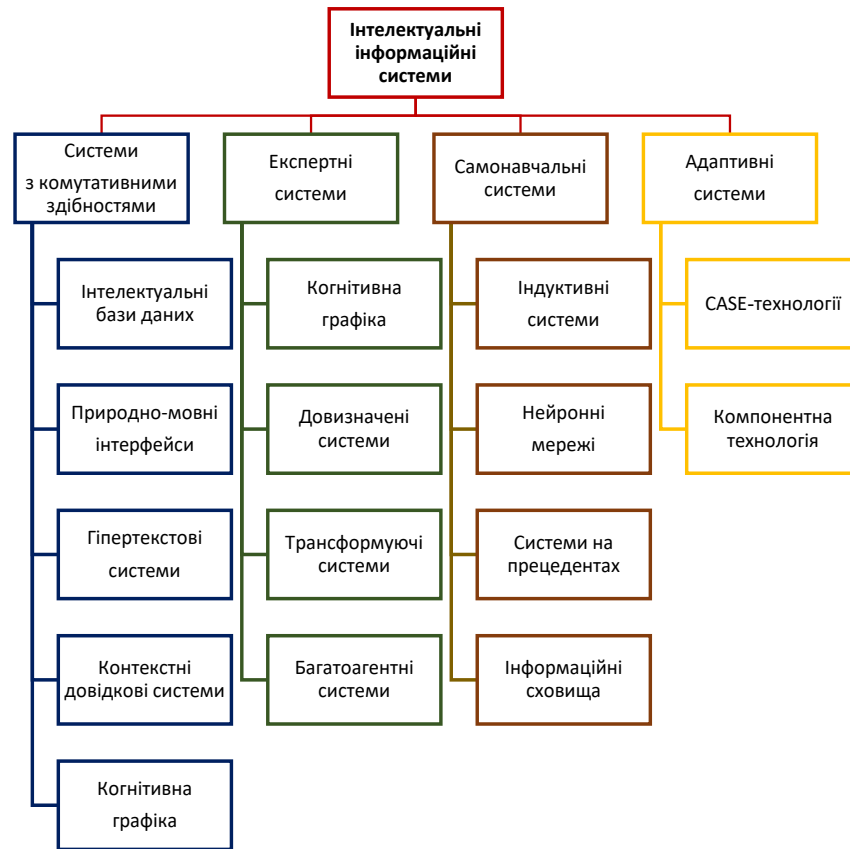 Інтелектуальні
інформаційні
системи
Системи
з комутативними
здібностями
Інтелектуальні
бази даних
Природно-мовні
інтерфейси
Гіпертекстові
системи
Контекстні
довідкові системи
Когнітивна
графіка
Експертні
системи
Когнітивна
графіка
Довизначені
системи
Трансформуючі
системи
Багатоагентні
системи
Самонавчальні
системи
Індуктивні
системи
Нейронні
мережі
Системи на
прецедентах
Інформаційні
сховища
Адаптивні
системи
CASE-технології
Компонентна
технологія